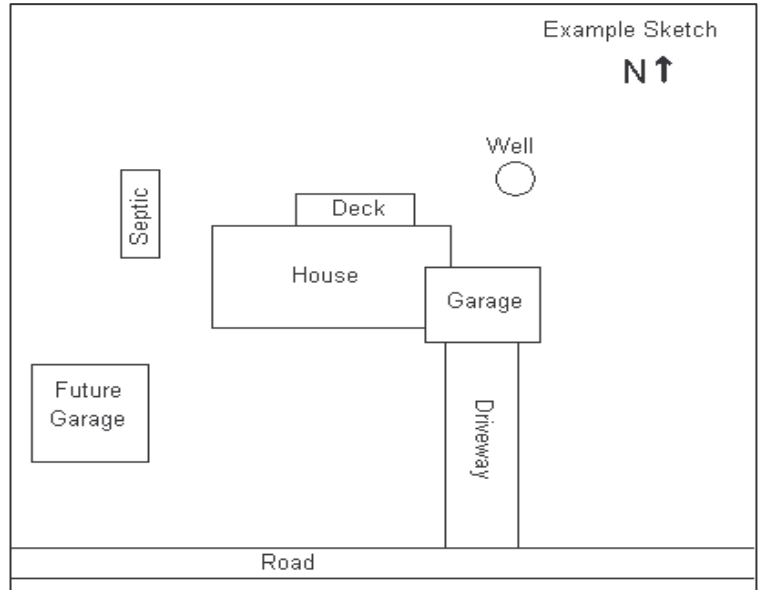 Example Sketch
N↑
Well
Septic
Deck
House
Garage
Future
Garage
Driveway
Road